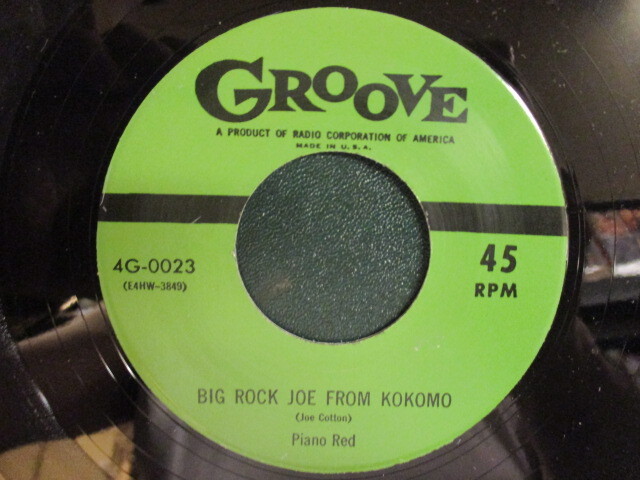 GROOVE
A PRODUCT OF RADIO CORPORATION OF AMERICA
MADE IN U.S.A.
4G-0023
(E4HW-3849)
45
RPM
BIG ROCK JOE FROM KOKOMO
(Joe Cotton)
Piano Red